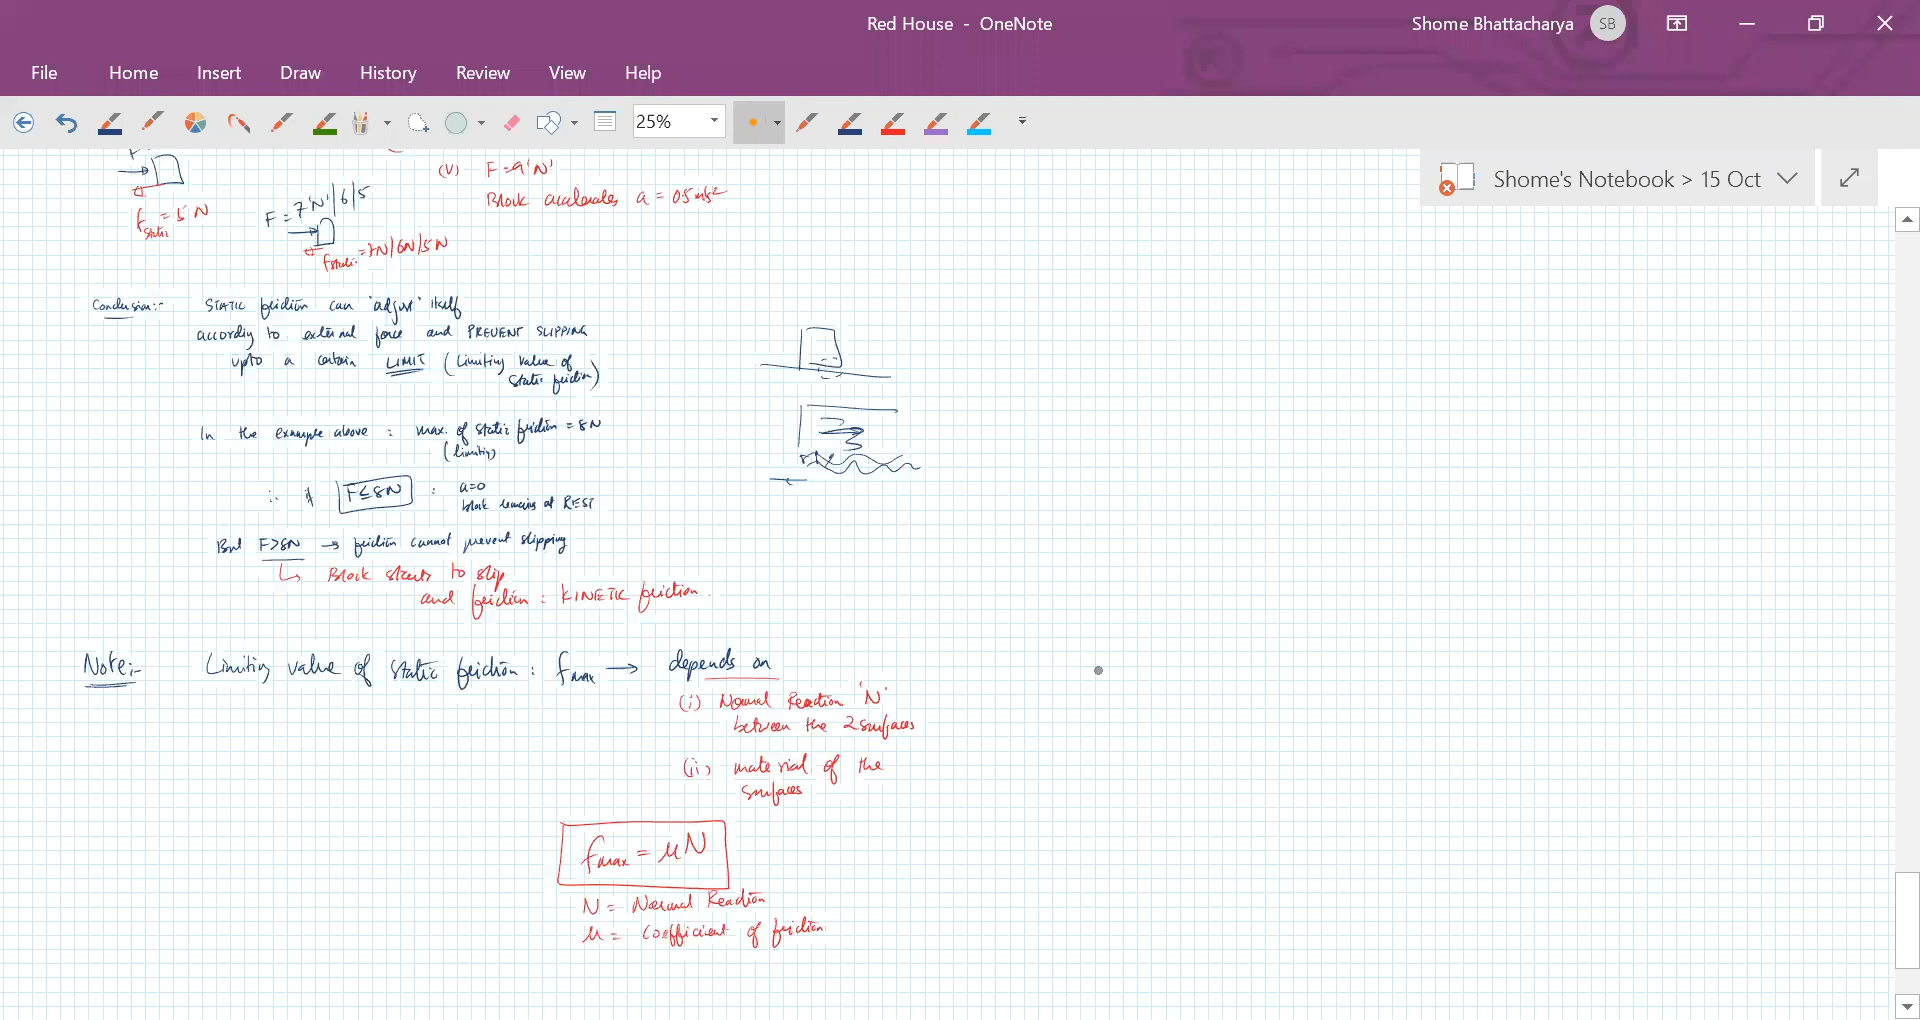 Red House - OneNote
Shome Bhattacharya SB
File Home Insert Draw History Review View Help
25%
Shome's Notebook > 15 Oct
(V) F = 9 'N'
Block accelerates a = 0.5 m/s²
f static = 5 N
F = 7 'N' / 6 / 5
f static = 7N / 6N / 5 N
Conclusion:- STATIC friction can 'adjust' itself
according to external force and PREVENT SLIPPING
upto a certain LIMIT (Limiting value of
static friction)
In the example above : max. of static friction = 8N
(limiting
∴ if F ≤ 8N : a=0
block remains at REST
But F > 8N → friction cannot prevent slipping
↳ Block starts to slip
and friction : KINETIC friction.
Note:- Limiting value of static friction : fmax → depends on
(i) Normal Reaction 'N'
between the 2 surfaces
(ii) material of the
surfaces
fmax = μN
N = Normal Reaction
μ = coefficient of friction